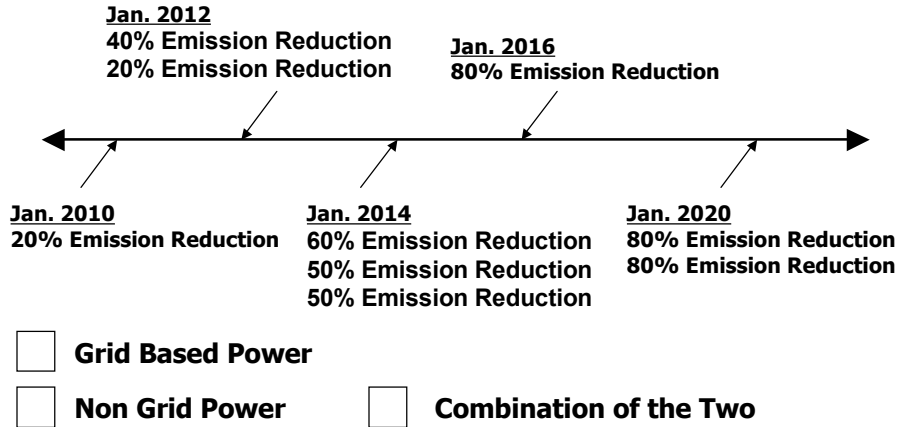 Jan. 2012
40% Emission Reduction
20% Emission Reduction
Jan. 2016
80% Emission Reduction
Jan. 2010
20% Emission Reduction
Jan. 2014
60% Emission Reduction
50% Emission Reduction
50% Emission Reduction
Jan. 2020
80% Emission Reduction
80% Emission Reduction
Grid Based Power
Non Grid Power
Combination of the Two